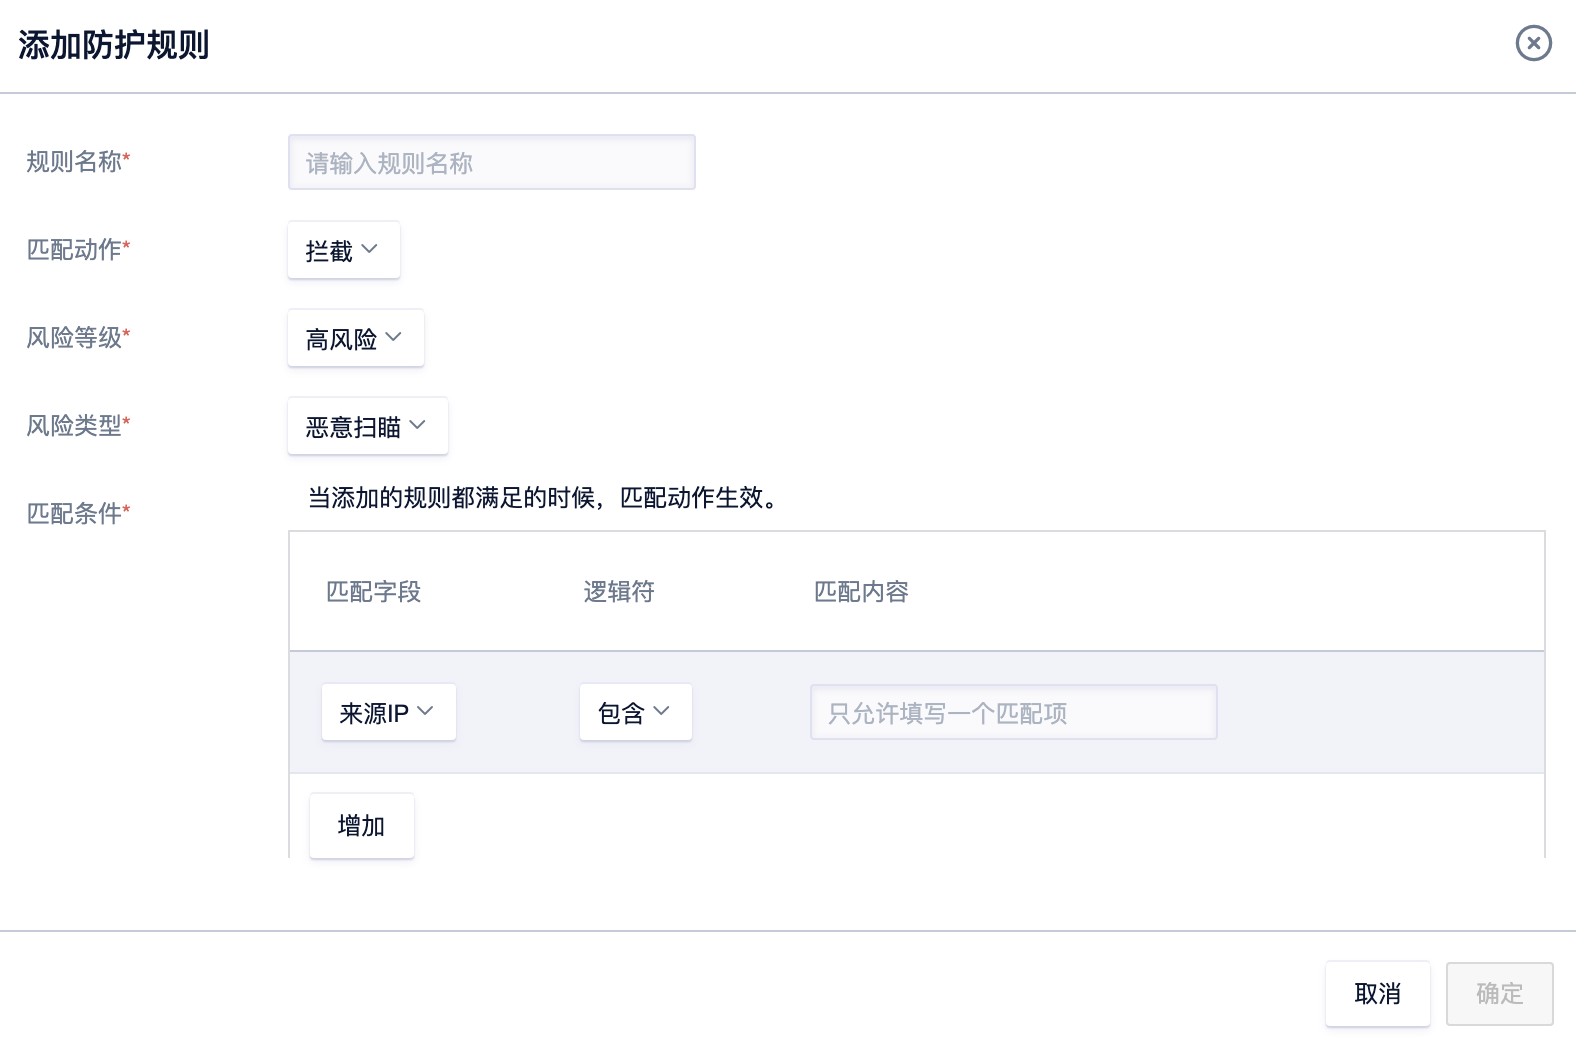 添加防护规则
规则名称*
请输入规则名称
匹配动作*
拦截
风险等级*
高风险
风险类型*
恶意扫瞄
匹配条件*
当添加的规则都满足的时候，匹配动作生效。
匹配字段 逻辑符 匹配内容
来源IP 包含 只允许填写一个匹配项
增加
取消 确定